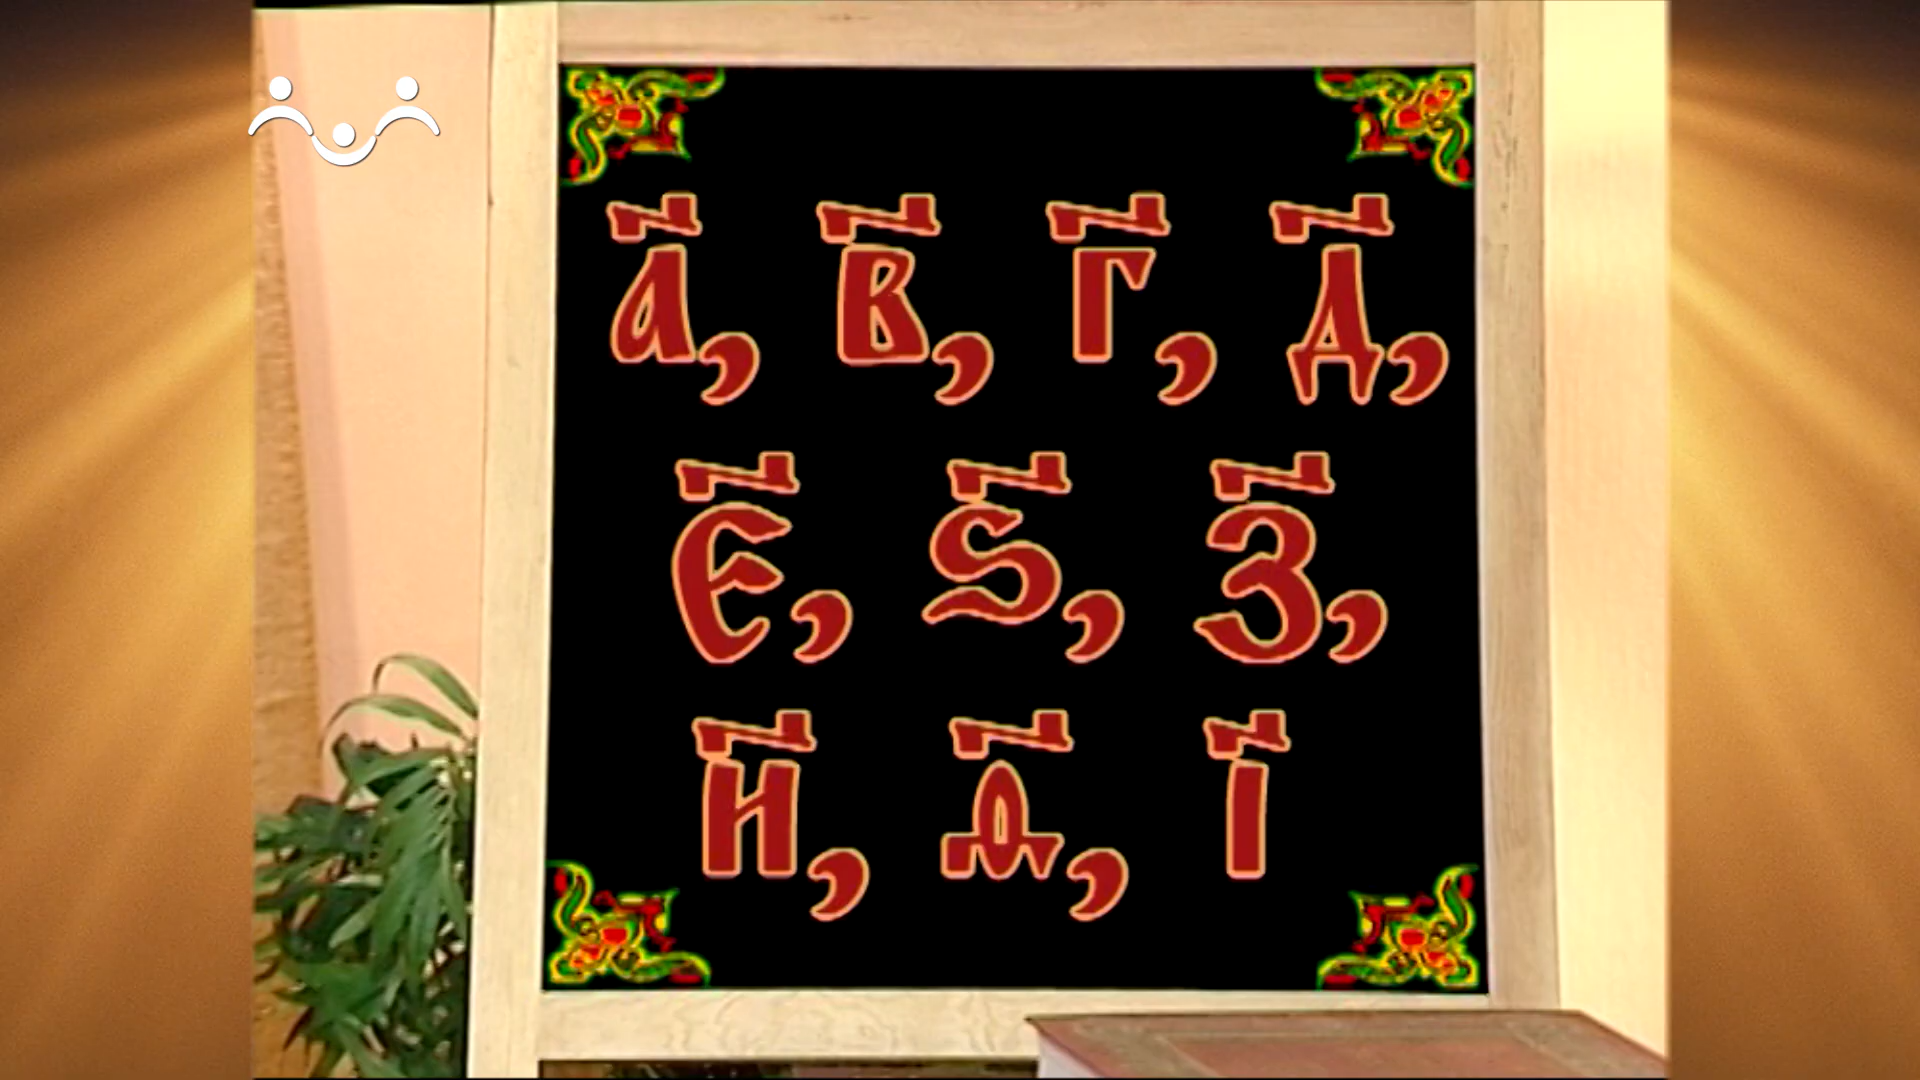 а҃, в҃, г҃, д҃,
є҃, ѕ҃, з҃,
и҃, ѳ҃, і҃